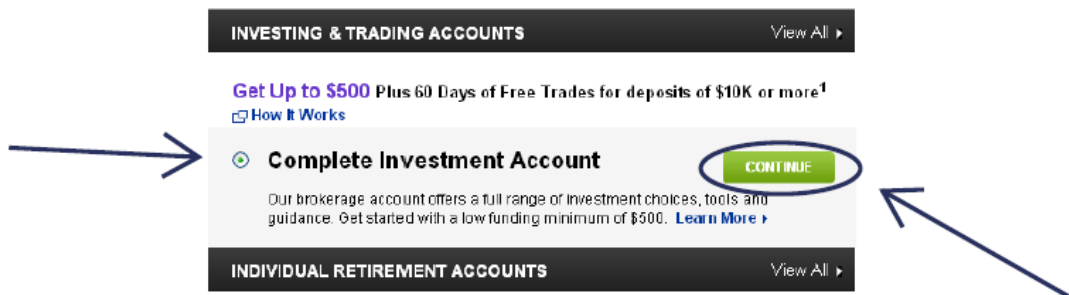 INVESTING & TRADING ACCOUNTS View All ▸
Get Up to $500 Plus 60 Days of Free Trades for deposits of $10K or more¹
How It Works
Complete Investment Account CONTINUE
Our brokerage account offers a full range of investment choices, tools and
guidance. Get started with a low funding minimum of $500. Learn More ▸
INDIVIDUAL RETIREMENT ACCOUNTS View All ▸